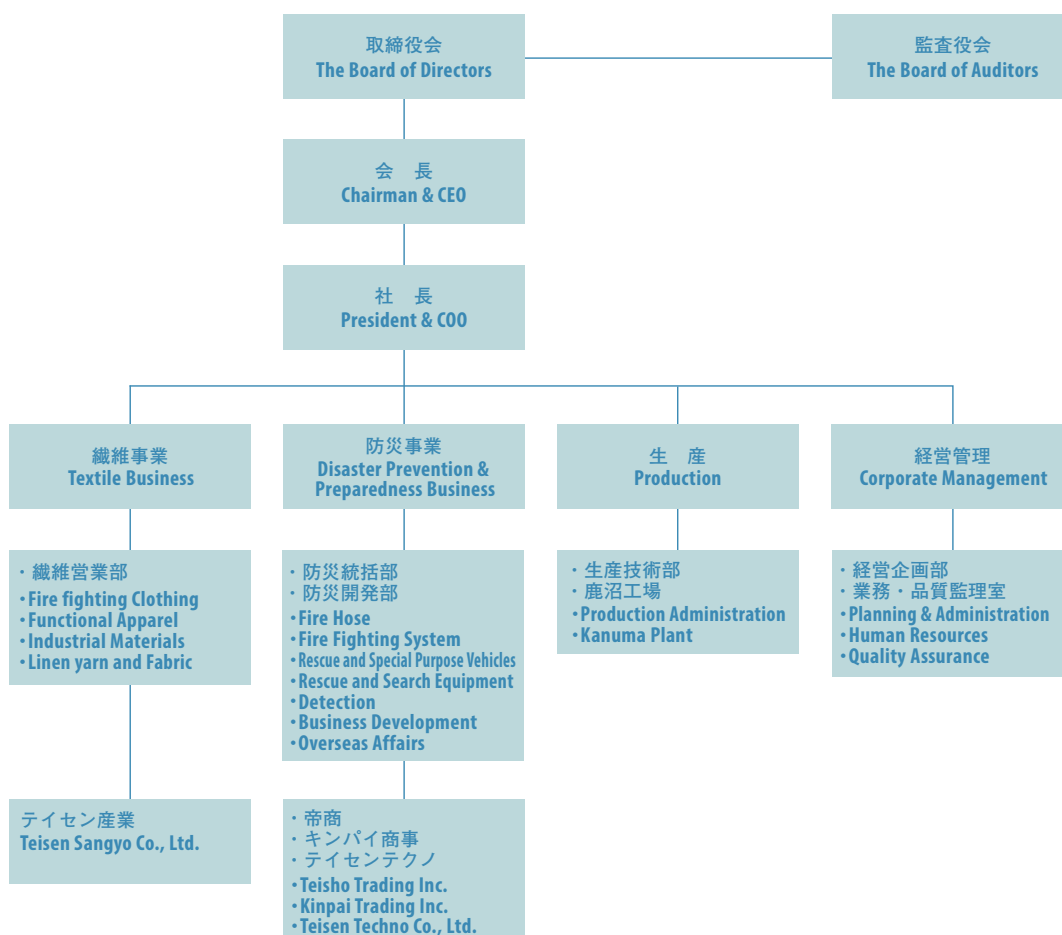 取締役会
The Board of Directors
監査役会
The Board of Auditors
会　長
Chairman & CEO
社　長
President & COO
繊維事業
Textile Business
防災事業
Disaster Prevention &
Preparedness Business
生　産
Production
経営管理
Corporate Management
・繊維営業部
・Fire fighting Clothing
・Functional Apparel
・Industrial Materials
・Linen yarn and Fabric
・防災統括部
・防災開発部
・Fire Hose
・Fire Fighting System
・Rescue and Special Purpose Vehicles
・Rescue and Search Equipment
・Detection
・Business Development
・Overseas Affairs
・生産技術部
・鹿沼工場
・Production Administration
・Kanuma Plant
・経営企画部
・業務・品質監理室
・Planning & Administration
・Human Resources
・Quality Assurance
テイセン産業
Teisen Sangyo Co., Ltd.
・帝商
・キンパイ商事
・テイセンテクノ
・Teisho Trading Inc.
・Kinpai Trading Inc.
・Teisen Techno Co., Ltd.